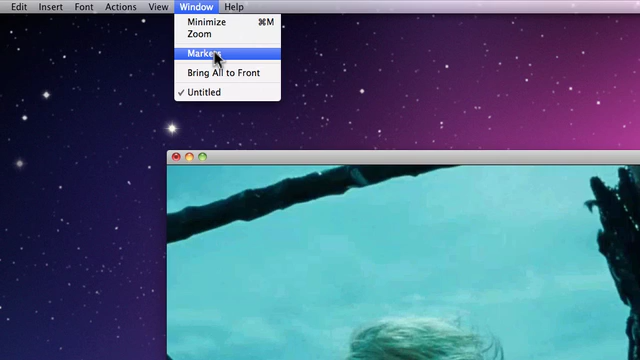 Edit Insert Font Actions View Window Help
Minimize ⌘M
Zoom
Markers
Bring All to Front
✓ Untitled